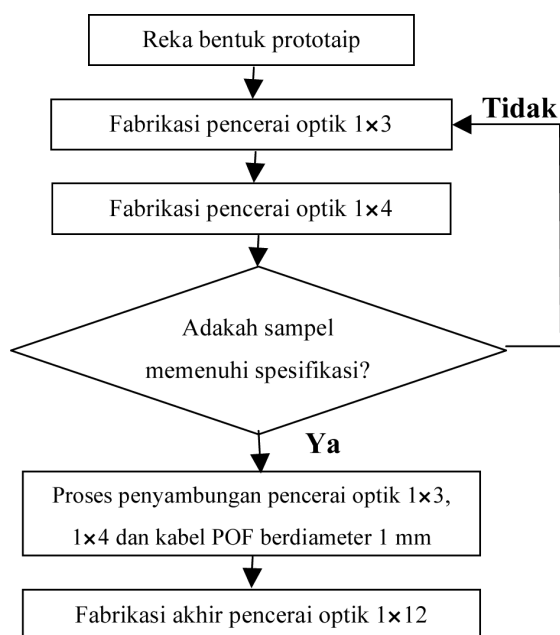 Reka bentuk prototaip
Tidak
Fabrikasi pencerai optik 1×3
Fabrikasi pencerai optik 1×4
Adakah sampel
memenuhi spesifikasi?
Ya
Proses penyambungan pencerai optik 1×3,
1×4 dan kabel POF berdiameter 1 mm
Fabrikasi akhir pencerai optik 1×12